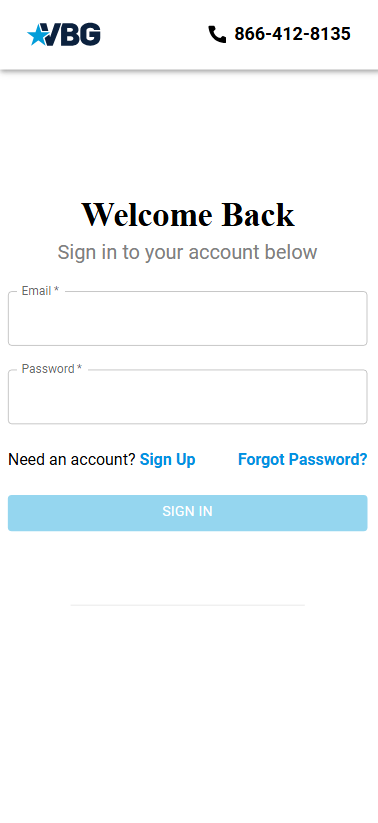 VBG
866-412-8135
Welcome Back
Sign in to your account below
Email *
Password *
Need an account? Sign Up
Forgot Password?
SIGN IN